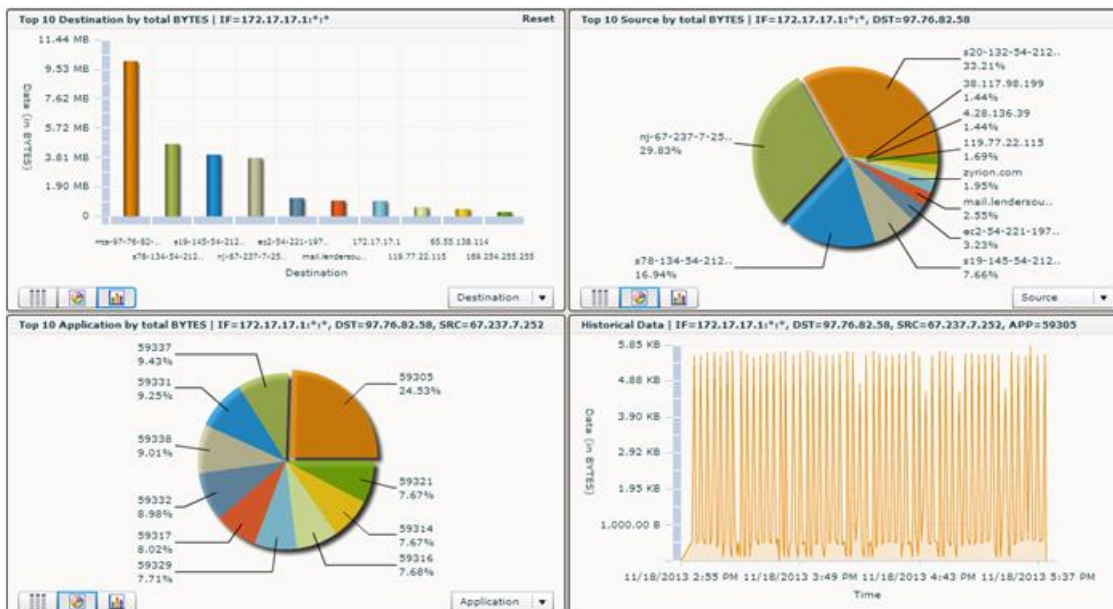 Top 10 Destination by total BYTES | IF=172.17.17.1:*:*
Reset
11.44 MB
9.53 MB
7.62 MB
5.72 MB
3.81 MB
1.90 MB
0
Data (in BYTES)
s19-145-54-212..
ec2-54-221-197..
172.17.17.1
65.55.138.114
s78-134-54-212..
nj-67-237-7-25..
mail.lendersou..
119.77.22.115
169.254.255.255
Destination
Destination
Top 10 Source by total BYTES | IF=172.17.17.1:*:*, DST=97.76.82.58
s20-132-54-212..
33.21%
38.117.98.199
1.44%
4.28.136.39
1.44%
119.77.22.115
1.69%
zyrion.com
1.95%
mail.lendersou..
2.55%
ec2-54-221-197..
3.23%
s19-145-54-212..
7.66%
s78-134-54-212..
16.94%
nj-67-237-7-25..
29.83%
Source
Top 10 Application by total BYTES | IF=172.17.17.1:*:*, DST=97.76.82.58, SRC=67.237.7.252
59337
9.43%
59331
9.25%
59338
9.01%
59332
8.98%
59317
8.02%
59329
7.71%
59305
24.53%
59321
7.67%
59314
7.67%
59316
7.68%
Application
Historical Data | IF=172.17.17.1:*:*, DST=97.76.82.58, SRC=67.237.7.252, APP=59305
5.85 KB
4.88 KB
3.90 KB
2.92 KB
1.95 KB
1,000.00 B
Data (in BYTES)
11/18/2013 2:55 PM
11/18/2013 3:49 PM
11/18/2013 4:43 PM
11/18/2013 5:37 PM
Time